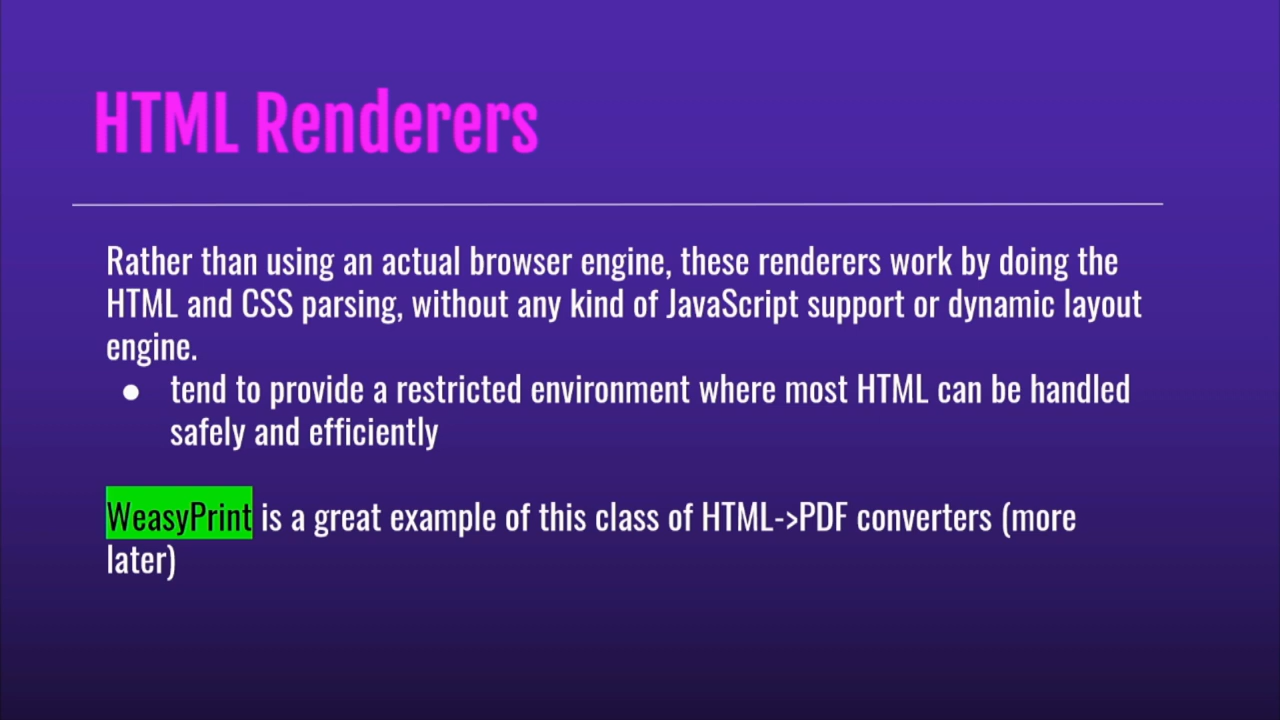 HTML Renderers
Rather than using an actual browser engine, these renderers work by doing the
HTML and CSS parsing, without any kind of JavaScript support or dynamic layout
engine.
● tend to provide a restricted environment where most HTML can be handled
safely and efficiently
WeasyPrint is a great example of this class of HTML->PDF converters (more
later)